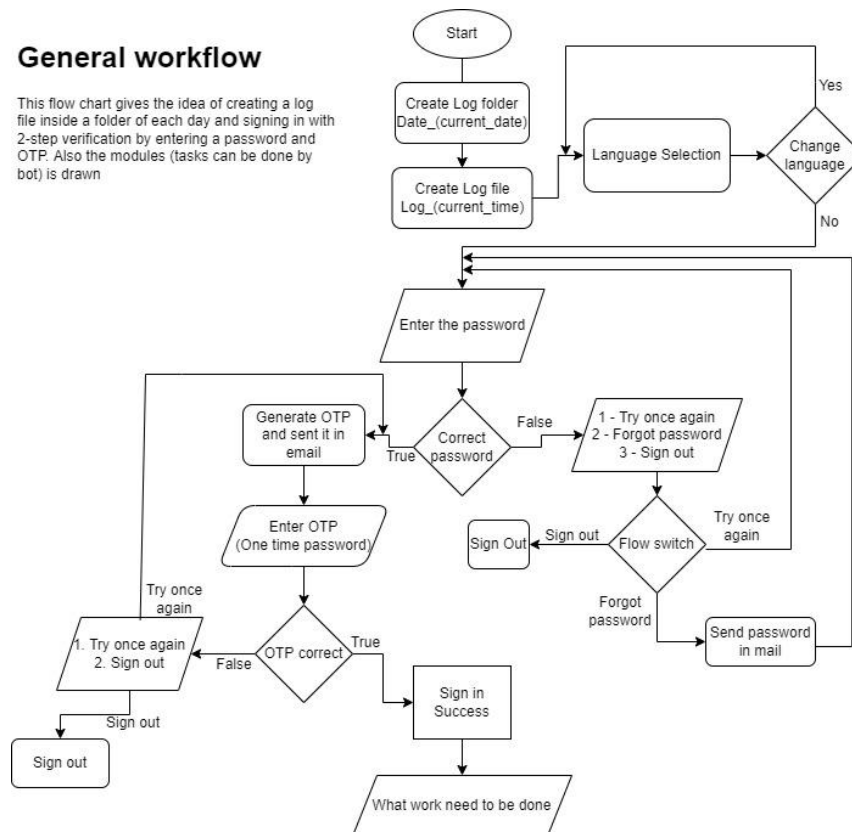 General workflow
This flow chart gives the idea of creating a log
file inside a folder of each day and signing in with
2-step verification by entering a password and
OTP. Also the modules (tasks can be done by
bot) is drawn
Start
Create Log folder
Date_(current_date)
Create Log file
Log_(current_time)
Language Selection
Change
language
Yes
No
Enter the password
Correct
password
True
False
Generate OTP
and sent it in
email
1 - Try once again
2 - Forgot password
3 - Sign out
Flow switch
Sign out
Sign Out
Try once
again
Forgot
password
Send password
in mail
Enter OTP
(One time password)
OTP correct
False
True
Try once
again
1. Try once again
2. Sign out
Sign out
Sign out
Sign in
Success
What work need to be done